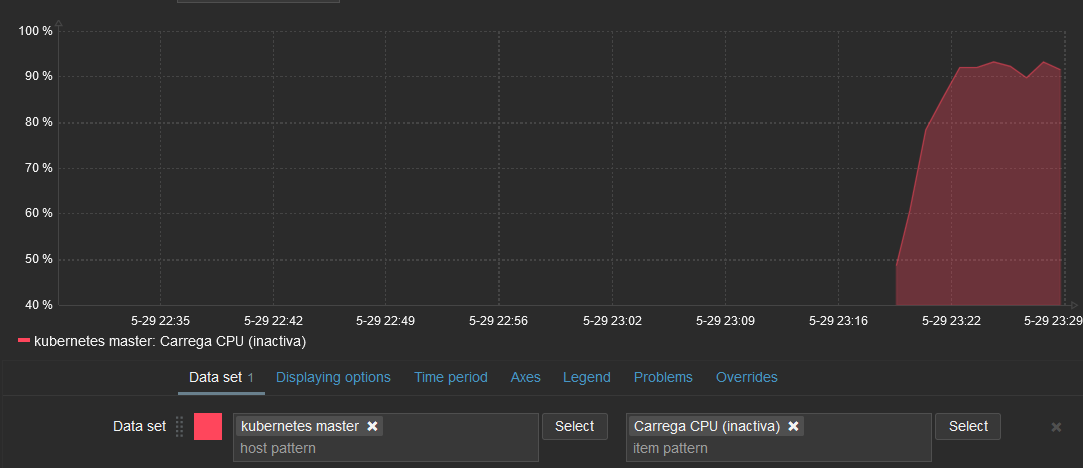 100 %
90 %
80 %
70 %
60 %
50 %
40 %
5-29 22:35 5-29 22:42 5-29 22:49 5-29 22:56 5-29 23:02 5-29 23:09 5-29 23:16 5-29 23:22 5-29 23:29
kubernetes master: Carrega CPU (inactiva)
Data set 1 Displaying options Time period Axes Legend Problems Overrides
Data set kubernetes master Select Carrega CPU (inactiva) Select
host pattern item pattern